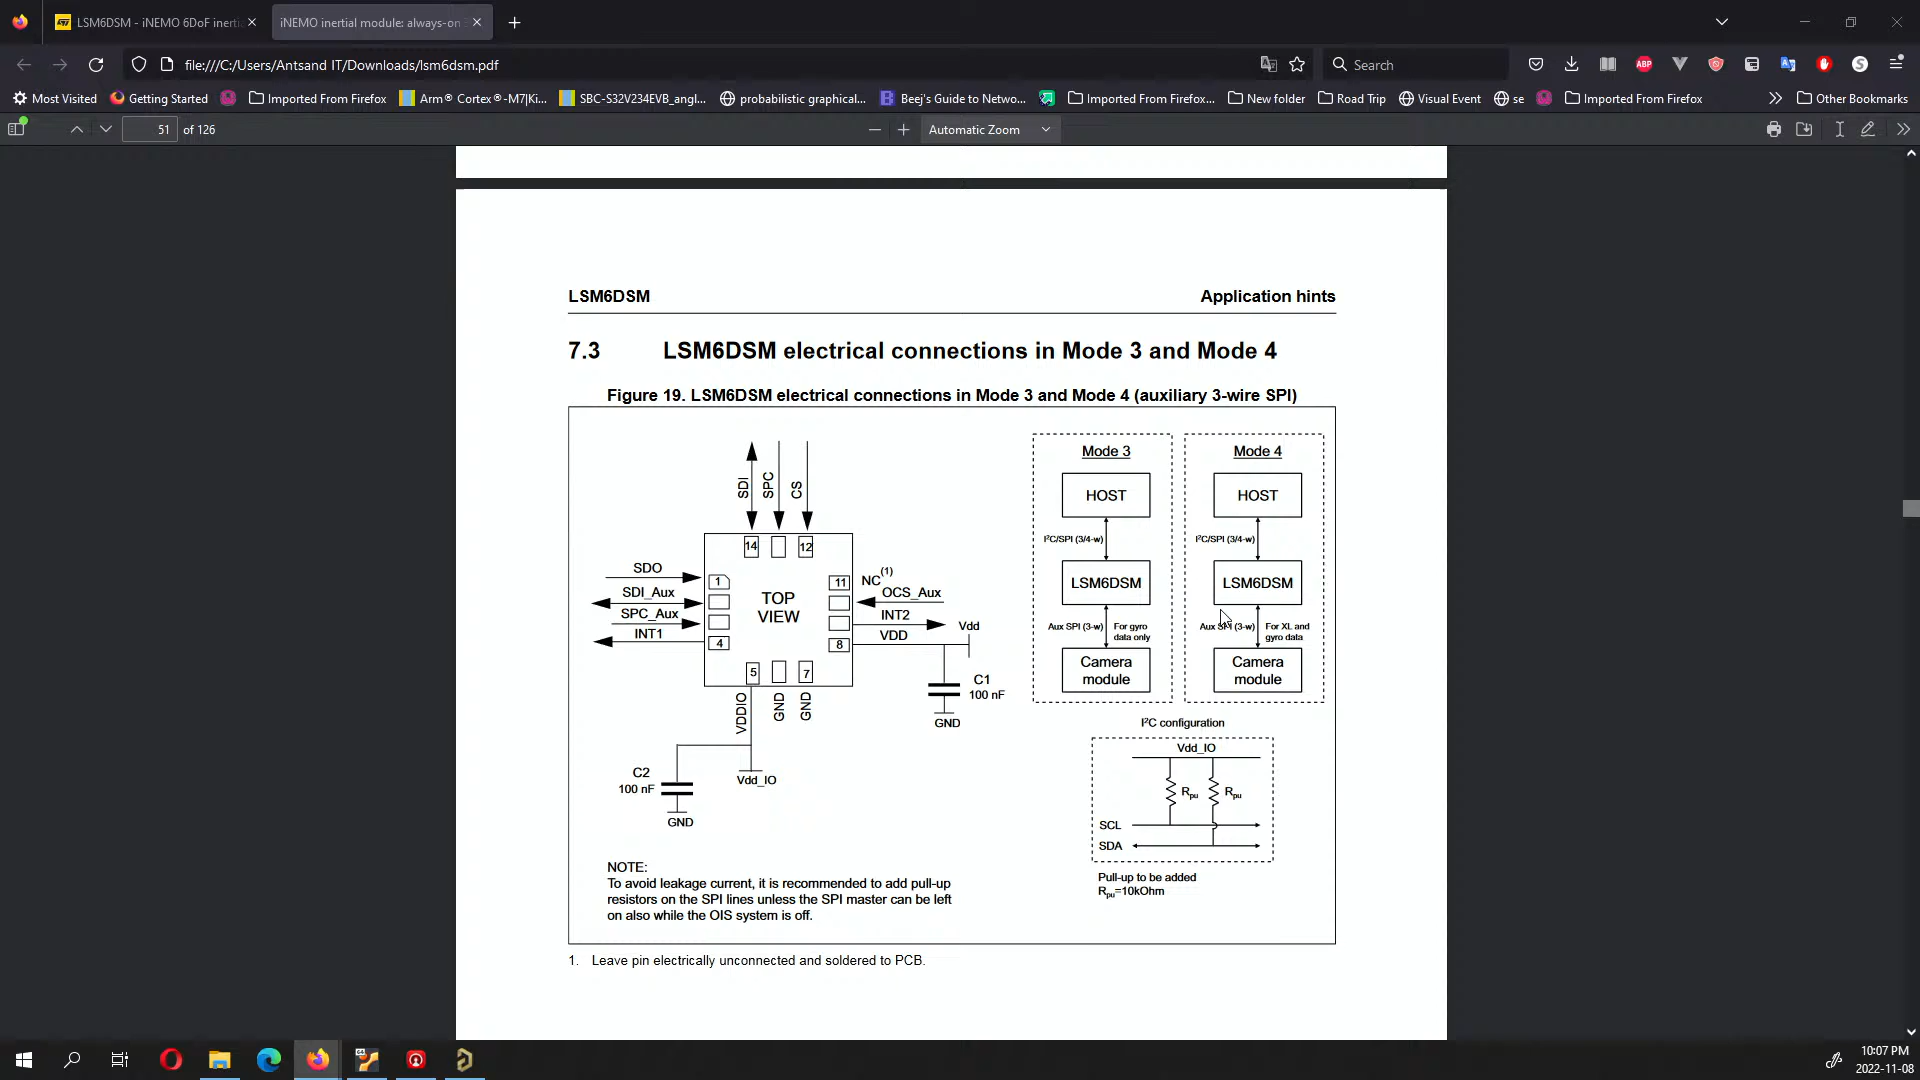 LSM6DSM - iNEMO 6DoF inerti
iNEMO inertial module: always-on
file:///C:/Users/Antsand IT/Downloads/lsm6dsm.pdf
Search
ABP
S
Most Visited
Getting Started
Imported From Firefox
Arm® Cortex®-M7|Ki...
SBC-S32V234EVB_angl...
probabilistic graphical...
Beej's Guide to Netwo...
Imported From Firefox...
New folder
Road Trip
Visual Event
se
Imported From Firefox
Other Bookmarks
51 of 126
Automatic Zoom
LSM6DSM
Application hints
7.3 LSM6DSM electrical connections in Mode 3 and Mode 4
Figure 19. LSM6DSM electrical connections in Mode 3 and Mode 4 (auxiliary 3-wire SPI)
SDI
SPC
CS
14
12
SDO
SDI_Aux
SPC_Aux
INT1
1
4
TOP
VIEW
11
8
NC(1)
OCS_Aux
INT2
VDD
Vdd
5
7
VDDIO
GND
GND
C1
100 nF
GND
C2
100 nF
GND
Vdd_IO
Mode 3
HOST
I²C/SPI (3/4-w)
LSM6DSM
Aux SPI (3-w)
For gyro
data only
Camera
module
Mode 4
HOST
I²C/SPI (3/4-w)
LSM6DSM
Aux SPI (3-w)
For XL and
gyro data
Camera
module
I²C configuration
Vdd_IO
Rpu
Rpu
SCL
SDA
Pull-up to be added
Rpu=10kOhm
NOTE:
To avoid leakage current, it is recommended to add pull-up
resistors on the SPI lines unless the SPI master can be left
on also while the OIS system is off.
1. Leave pin electrically unconnected and soldered to PCB.
10:07 PM
2022-11-08